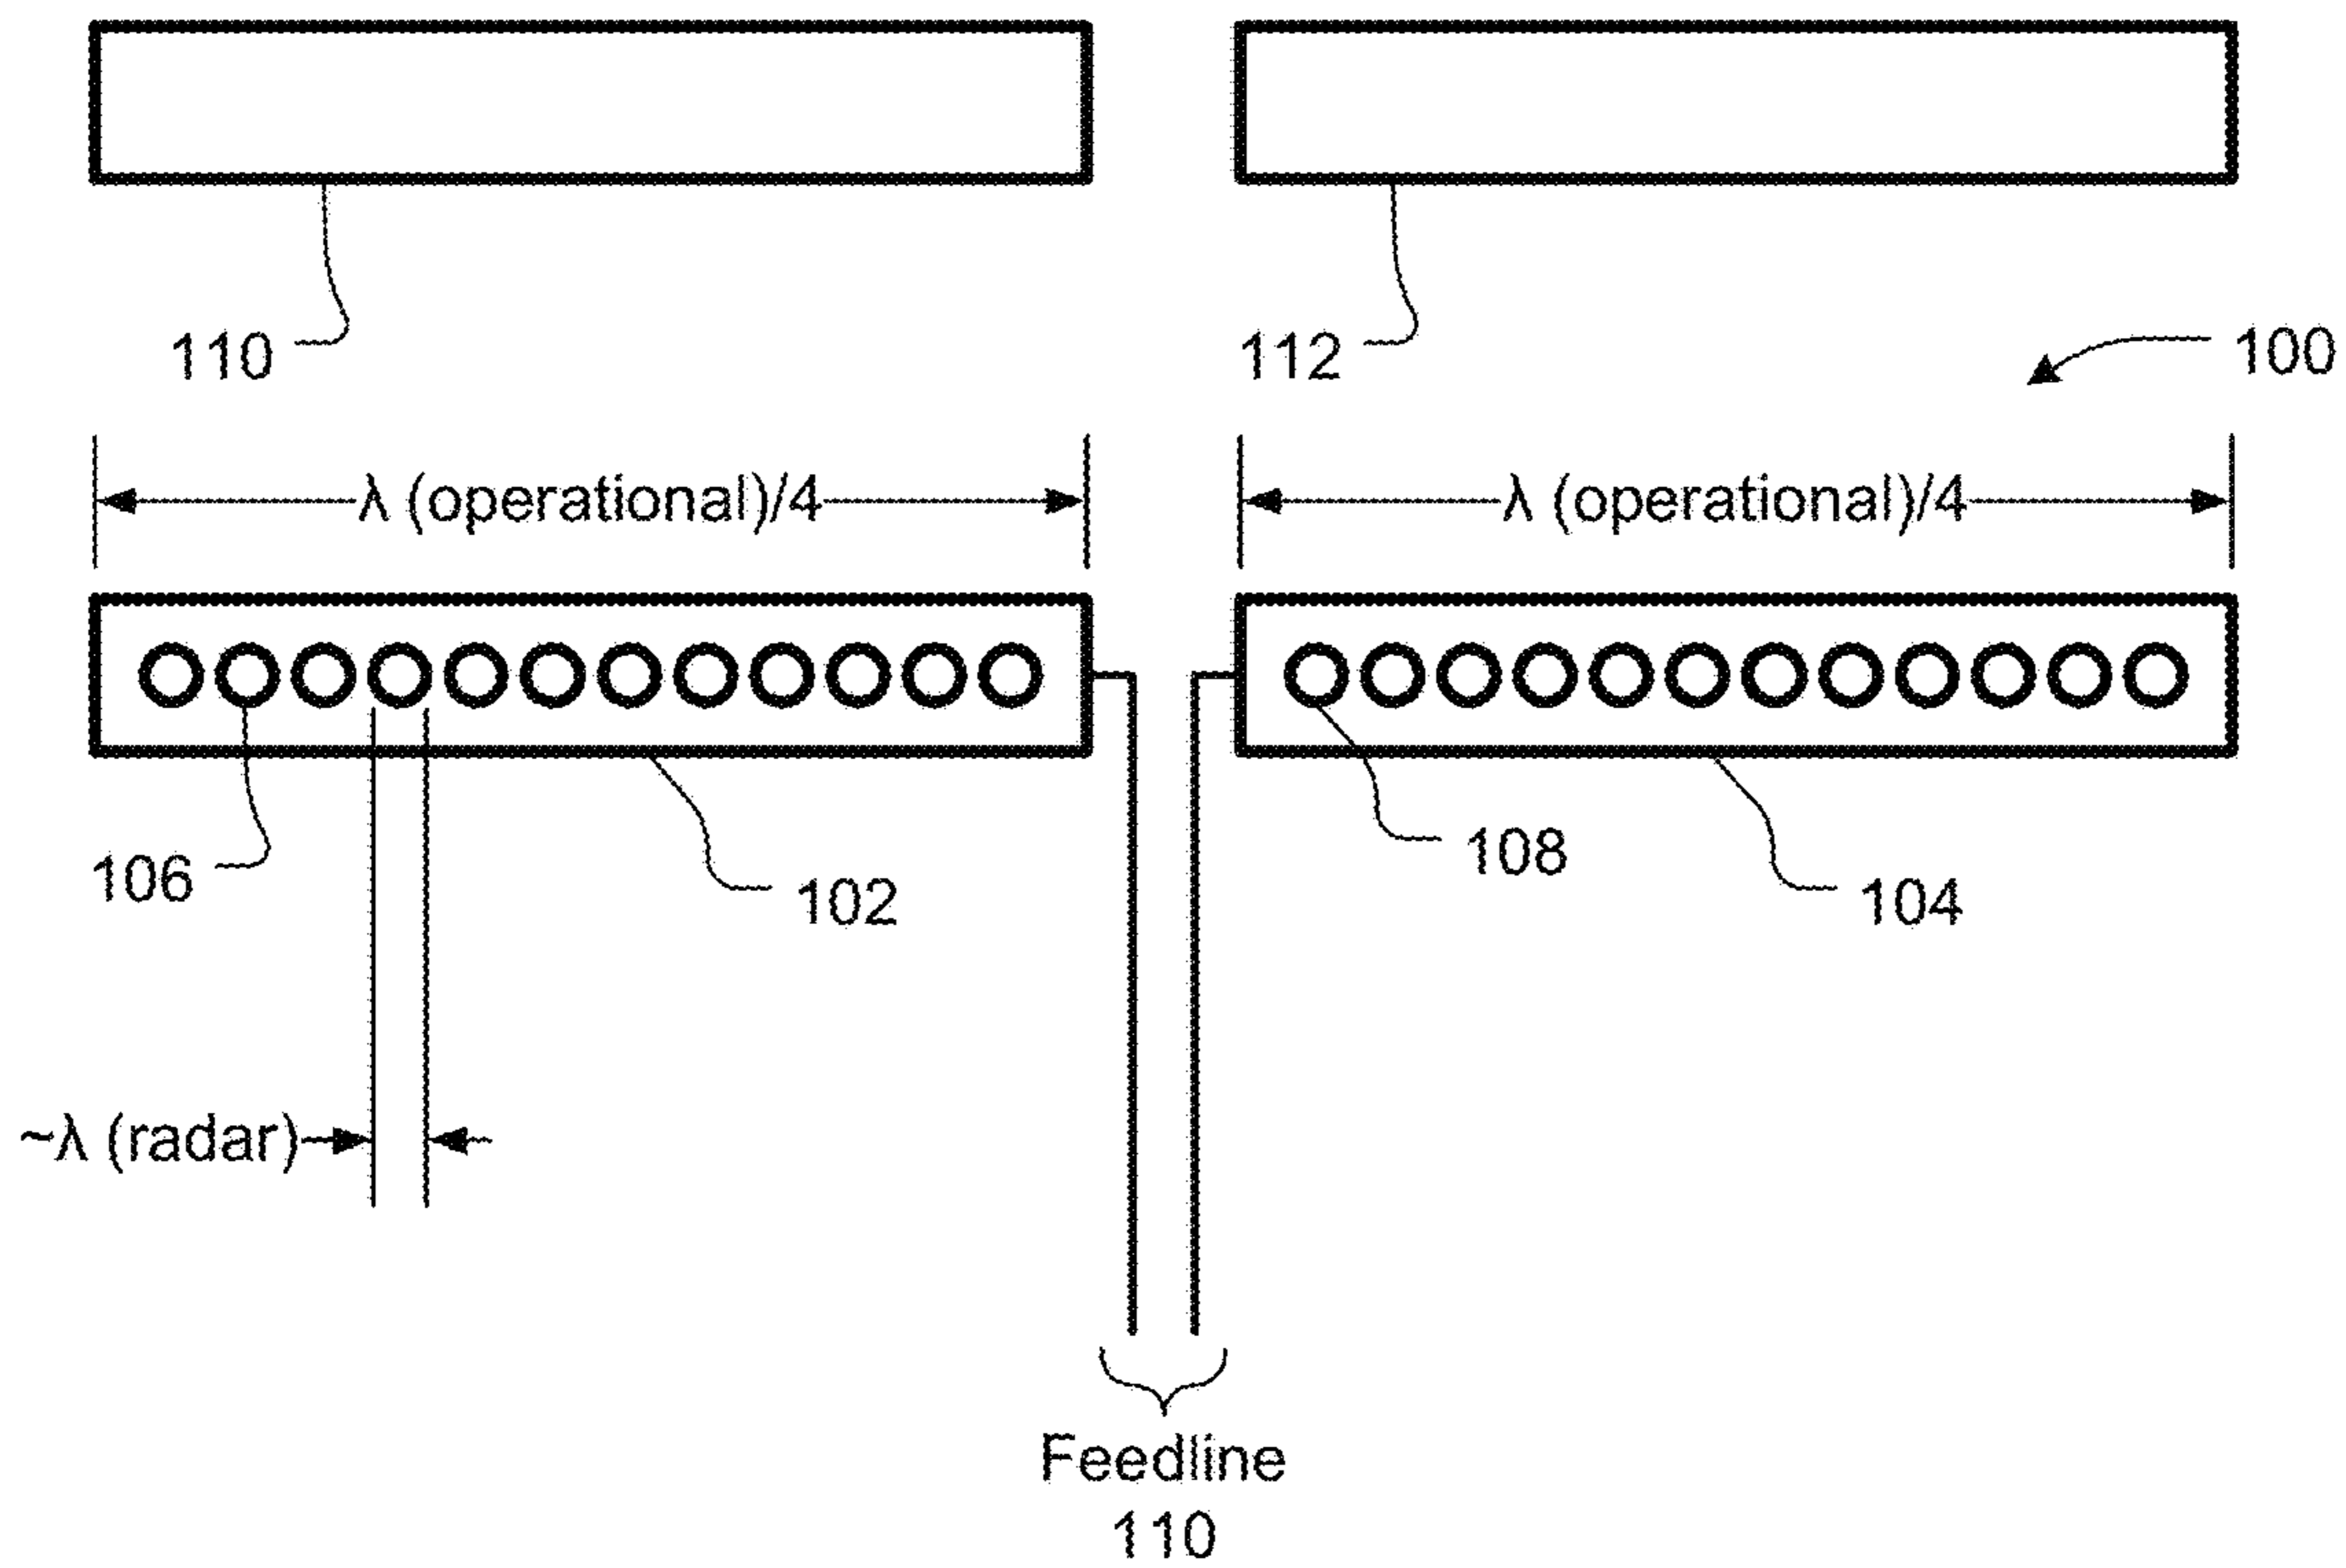 110
112
100
λ (operational)/4
λ (operational)/4
106
102
108
104
~λ (radar)
Feedline
110